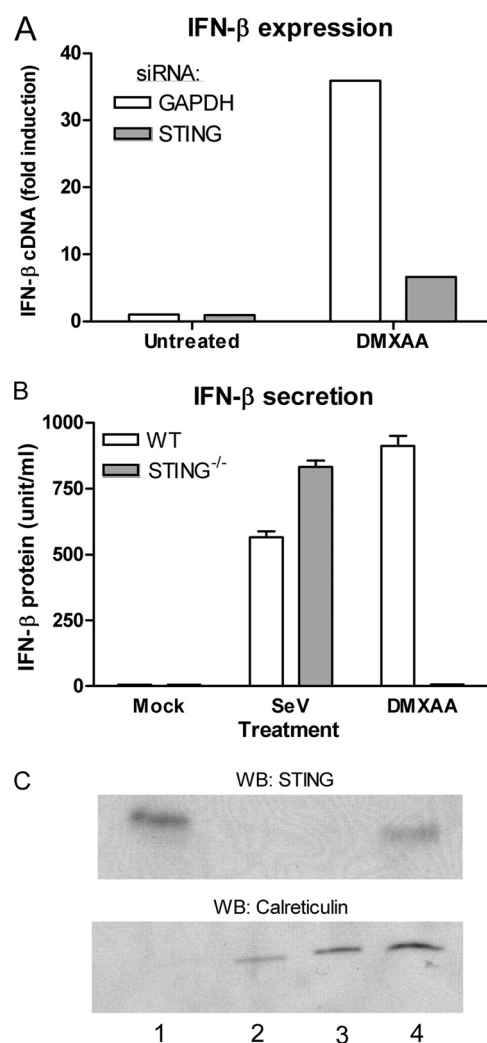 A
IFN-β expression
siRNA:
GAPDH
STING
IFN-β cDNA (fold induction)
40
30
20
10
0
Untreated
DMXAA
B
IFN-β secretion
WT
STING-/-
IFN-β protein (unit/ml)
1000
750
500
250
0
Mock
SeV
DMXAA
Treatment
C
WB: STING
WB: Calreticulin
1 2 3 4